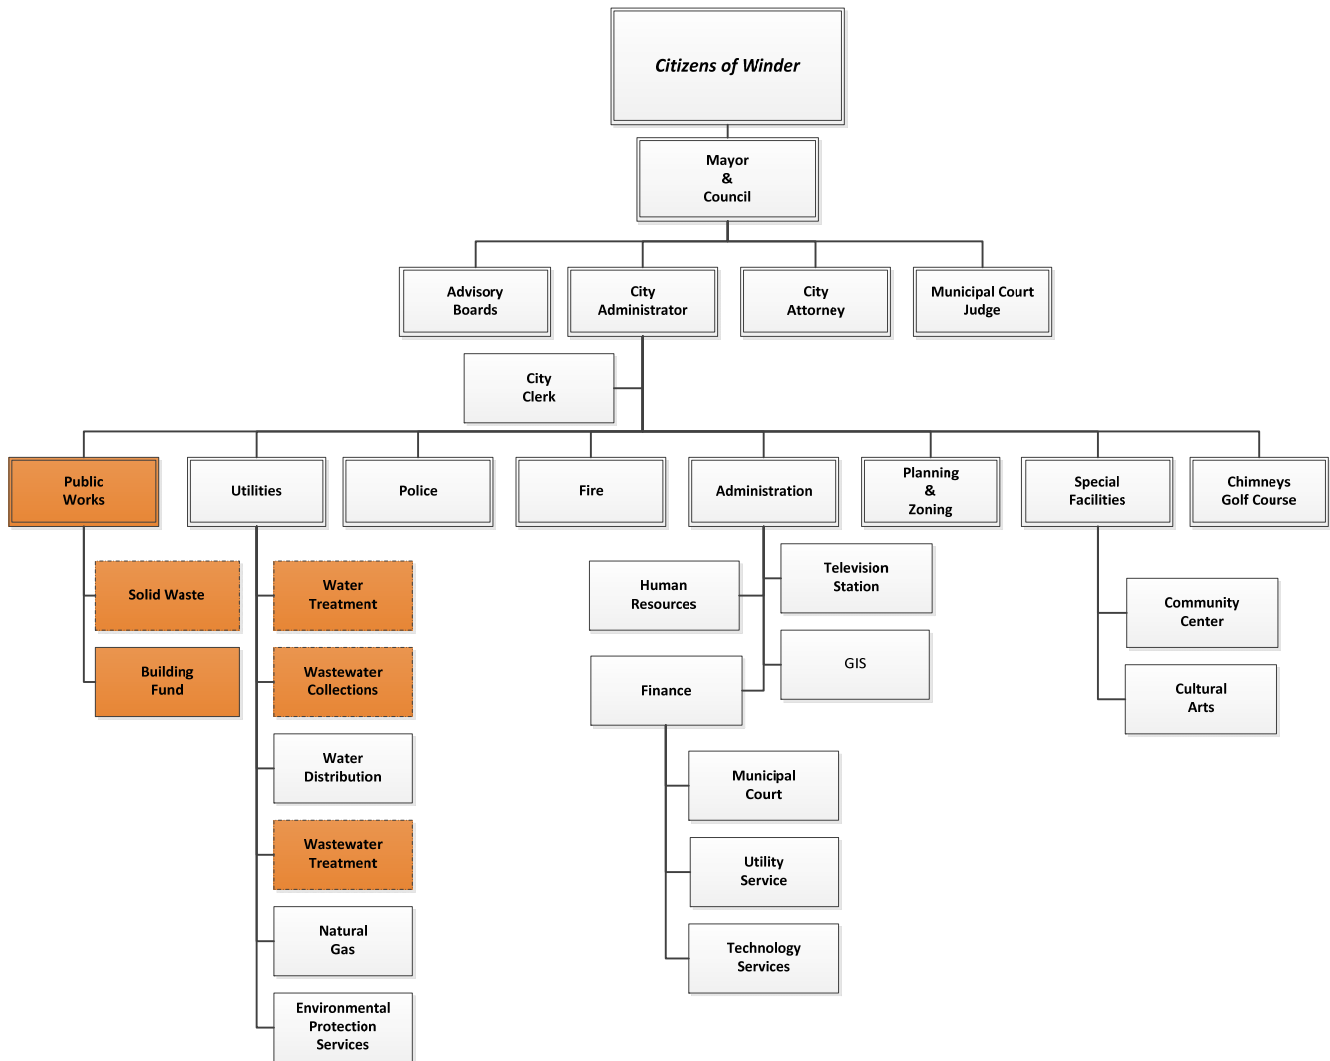 Citizens of Winder
Mayor
&
Council
Advisory
Boards
City
Administrator
City
Attorney
Municipal Court
Judge
City
Clerk
Public
Works
Utilities
Police
Fire
Administration
Planning
&
Zoning
Special
Facilities
Chimneys
Golf Course
Solid Waste
Building
Fund
Water
Treatment
Wastewater
Collections
Water
Distribution
Wastewater
Treatment
Natural
Gas
Environmental
Protection
Services
Human
Resources
Television
Station
GIS
Finance
Municipal
Court
Utility
Service
Technology
Services
Community
Center
Cultural
Arts